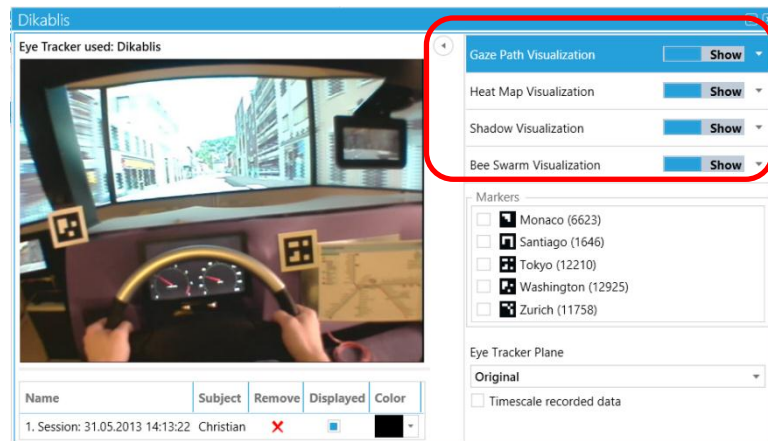 Dikablis
Eye Tracker used: Dikablis
Gaze Path Visualization Show
Heat Map Visualization Show
Shadow Visualization Show
Bee Swarm Visualization Show
Markers
Monaco (6623)
Santiago (1646)
Tokyo (12210)
Washington (12925)
Zurich (11758)
Eye Tracker Plane
Original
Timescale recorded data
Name Subject Remove Displayed Color
1. Session: 31.05.2013 14:13:22 Christian